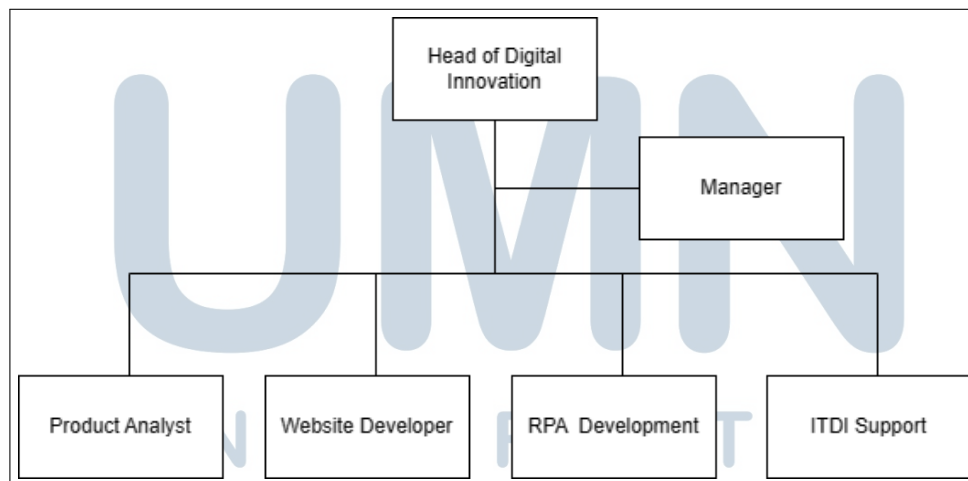 Head of Digital
Innovation
UMN
Manager
Product Analyst
Website Developer
RPA Development
ITDI Support